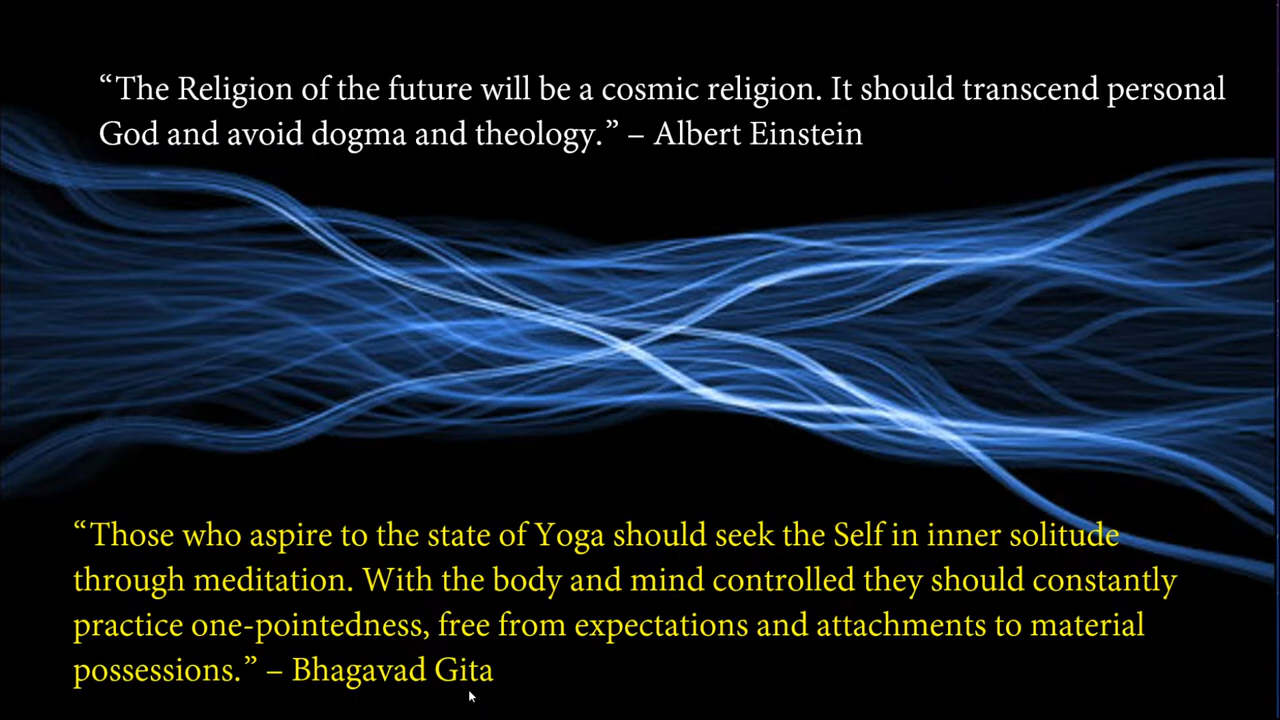 “The Religion of the future will be a cosmic religion. It should transcend personal
God and avoid dogma and theology.” – Albert Einstein
“Those who aspire to the state of Yoga should seek the Self in inner solitude
through meditation. With the body and mind controlled they should constantly
practice one-pointedness, free from expectations and attachments to material
possessions.” – Bhagavad Gita